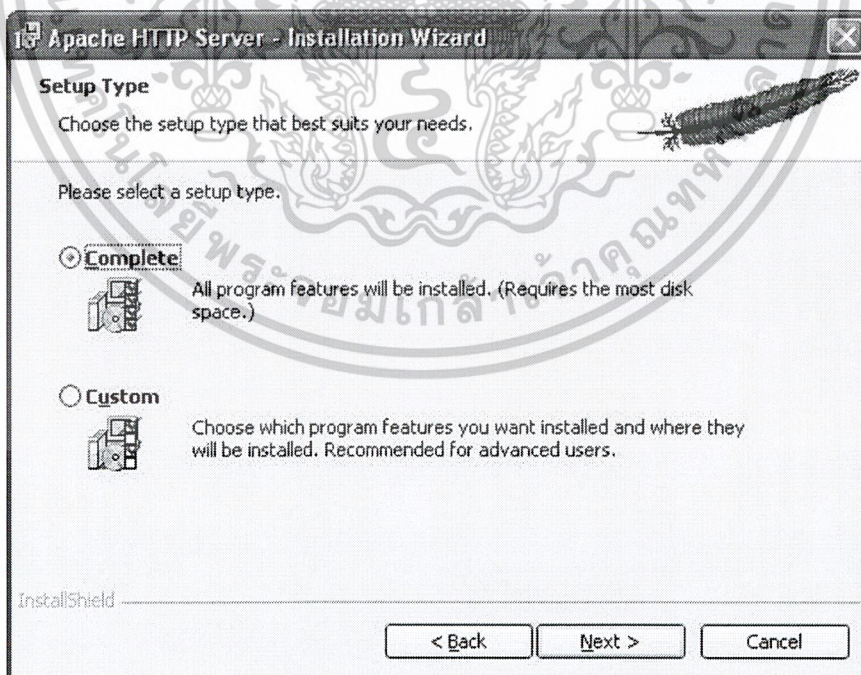 Apache HTTP Server - Installation Wizard
Setup Type
Choose the setup type that best suits your needs.
Please select a setup type.
Complete
All program features will be installed. (Requires the most disk
space.)
Custom
Choose which program features you want installed and where they
will be installed. Recommended for advanced users.
InstallShield
< Back
Next >
Cancel